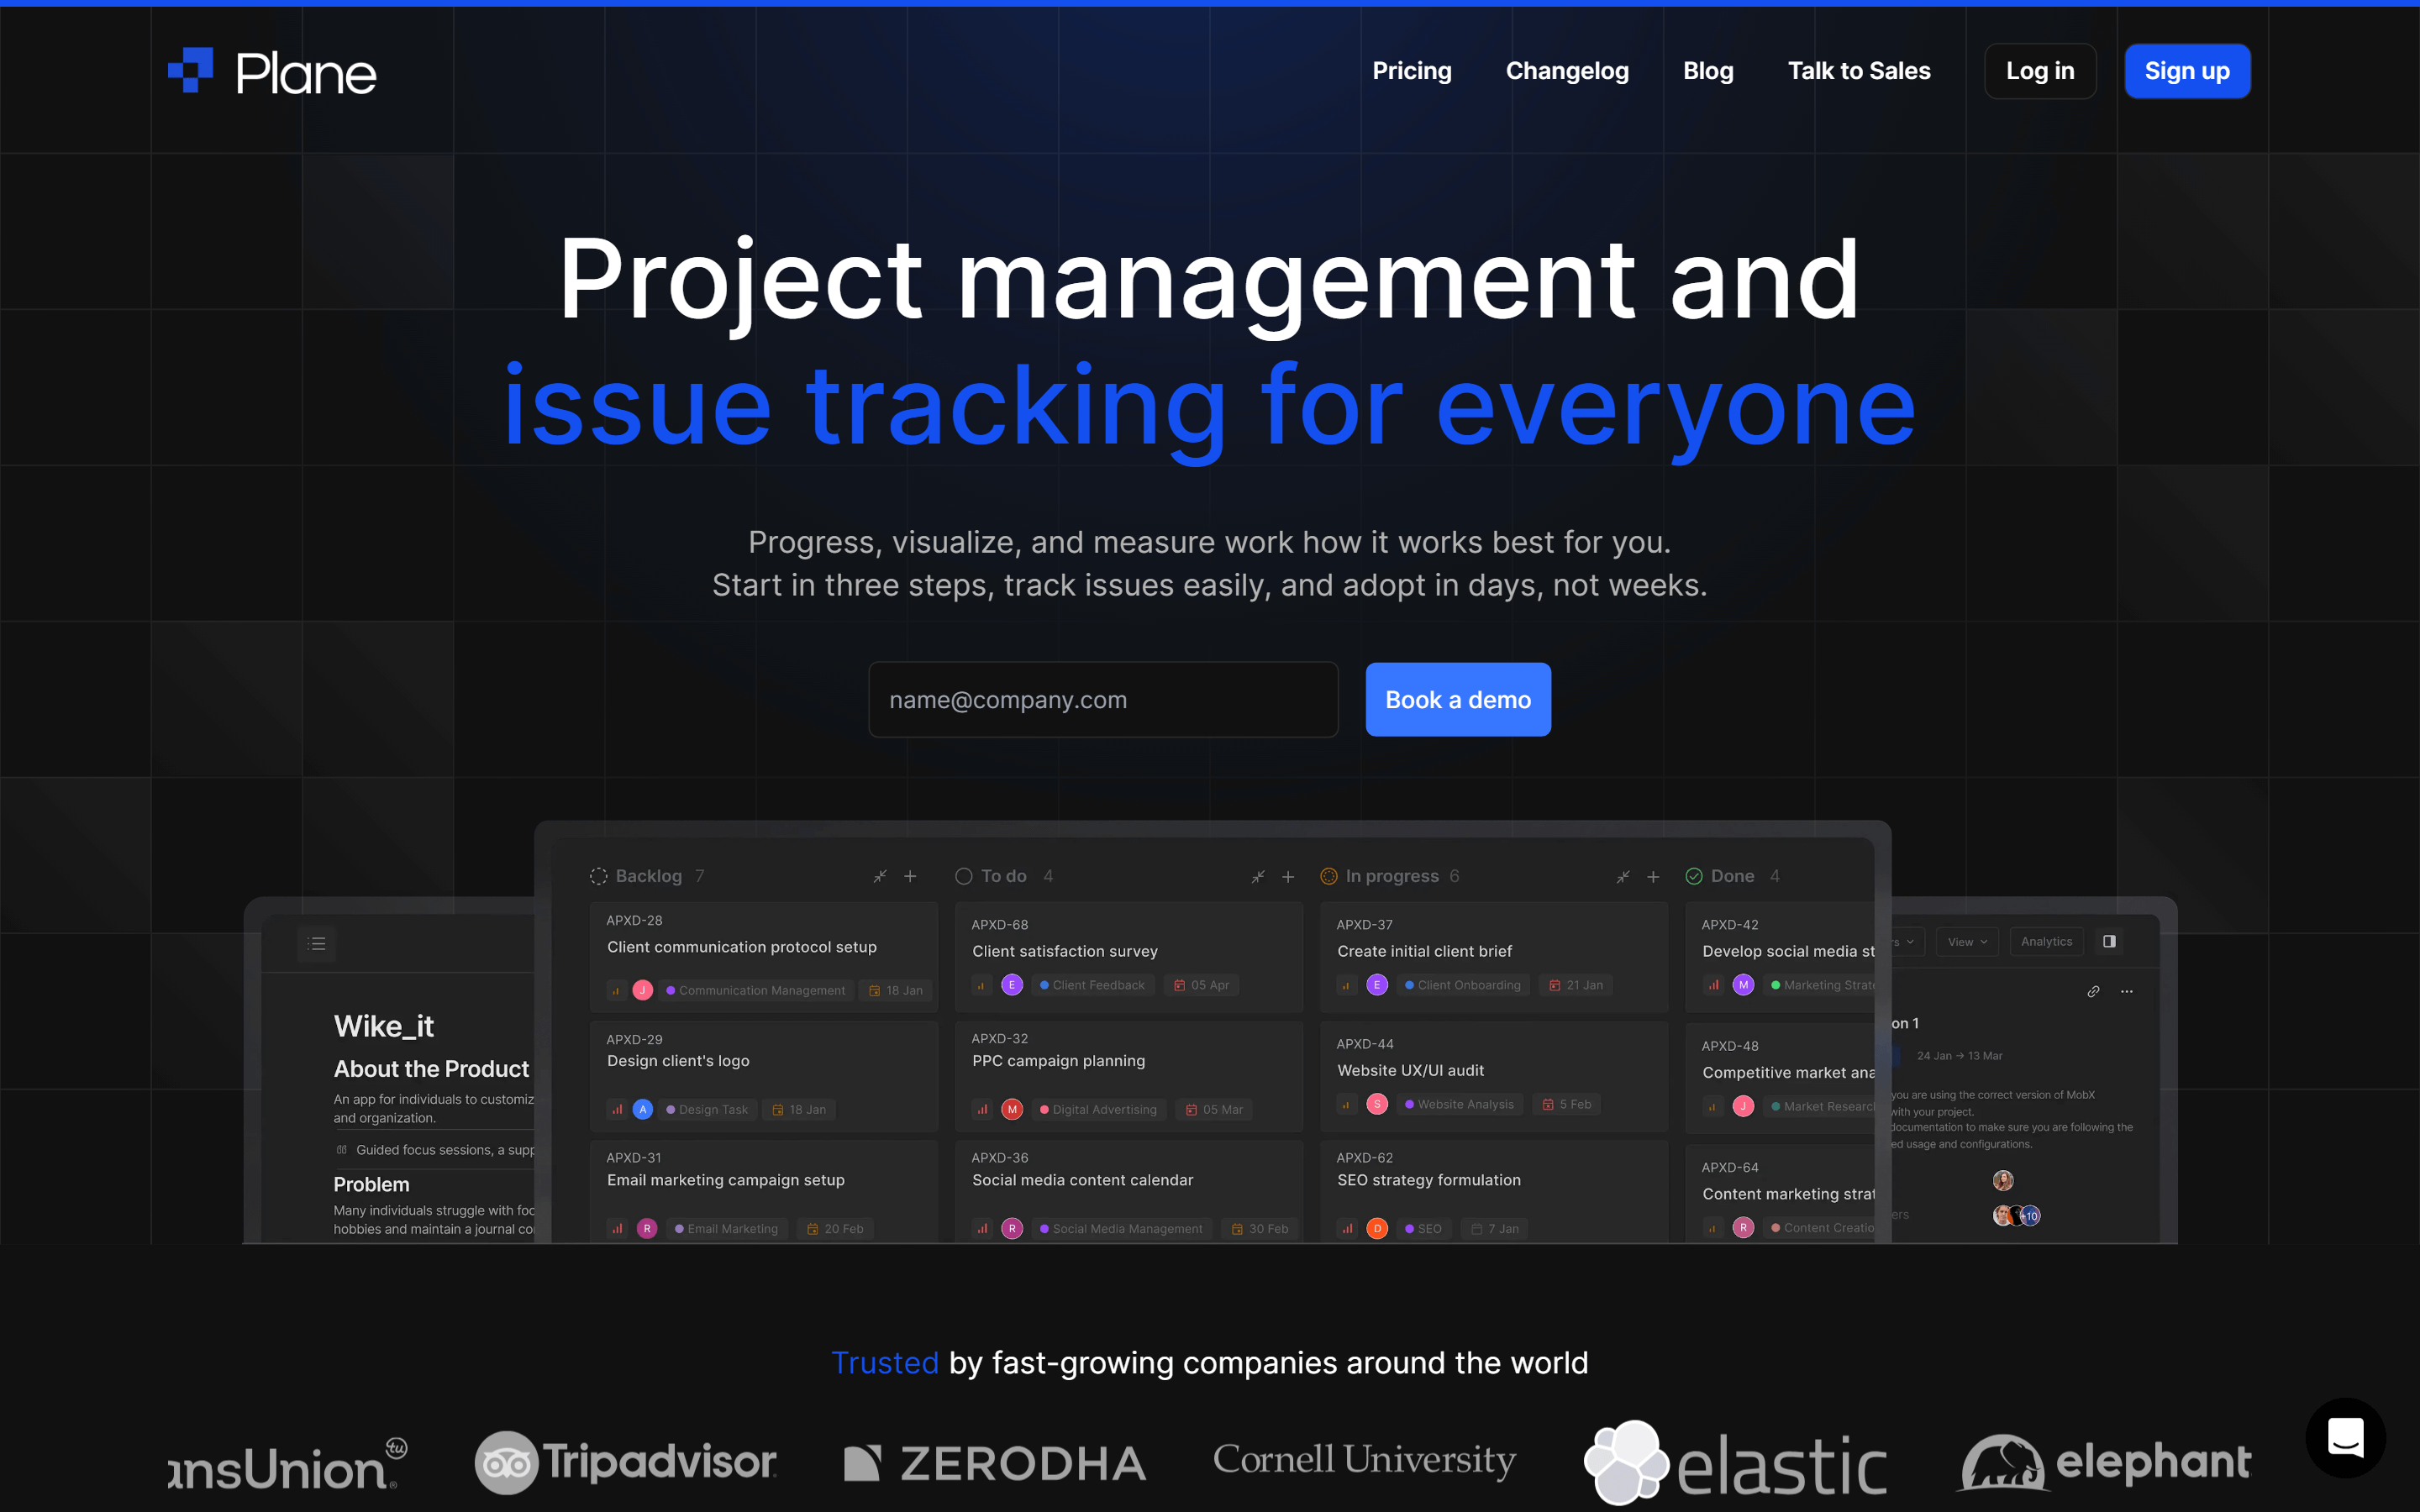 Plane
Pricing
Changelog
Blog
Talk to Sales
Log in
Sign up
Project management and
issue tracking for everyone
Progress, visualize, and measure work how it works best for you.
Start in three steps, track issues easily, and adopt in days, not weeks.
name@company.com
Book a demo
Wike_it
About the Product
An app for individuals to customiz
and organization.
Guided focus sessions, a supp
Problem
Many individuals struggle with foc
hobbies and maintain a journal co
Backlog 7
APXD-28
Client communication protocol setup
J Communication Management 18 Jan
APXD-29
Design client's logo
A Design Task 18 Jan
APXD-31
Email marketing campaign setup
R Email Marketing 20 Feb
To do 4
APXD-68
Client satisfaction survey
E Client Feedback 05 Apr
APXD-32
PPC campaign planning
M Digital Advertising 05 Mar
APXD-36
Social media content calendar
R Social Media Management 30 Feb
In progress 6
APXD-37
Create initial client brief
E Client Onboarding 21 Jan
APXD-44
Website UX/UI audit
S Website Analysis 5 Feb
APXD-62
SEO strategy formulation
D SEO 7 Jan
Done 4
APXD-42
Develop social media st
M Marketing Strate
APXD-48
Competitive market ana
J Market Research
APXD-64
Content marketing strat
R Content Creatio
rs View Analytics
on 1
24 Jan → 13 Mar
you are using the correct version of MobX
with your project.
documentation to make sure you are following the
ed usage and configurations.
ers +10
Trusted by fast-growing companies around the world
ansUnion tu
Tripadvisor
ZERODHA
Cornell University
elastic
elephant